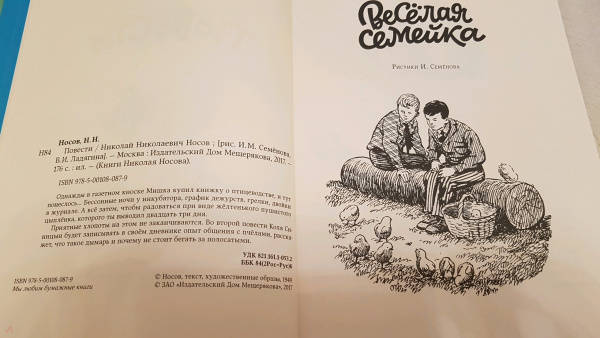 Носов, Н.Н.
Н84 Повести / Николай Николаевич Носов ; [рис. И.М. Семёнова,
В.И. Ладягина]. — Москва : Издательский Дом Мещерякова, 2017. —
176 с. : ил. — (Книги Николая Носова).
ISBN 978-5-00108-087-9
Однажды в газетном киоске Мишка купил книжку о птицеводстве, и тут
понеслось... Бессонные ночи у инкубатора, график дежурств, грелки, двойки
в журнале. А всё затем, чтобы радоваться при виде жёлтенького пушистого
цыплёнка, которого ты выводил двадцать три дня.
Приятные хлопоты на этом не заканчиваются. Во второй повести Коля Си-
ницын будет записывать в своём дневнике опыт общения с пчёлами, расска-
жет, что такое дымарь и почему не стоит бегать за полосатыми.
УДК 821.161.1-053.2
ББК 84(2Рос=Рус)6
ISBN 978-5-00108-087-9
Мы любим бумажные книги
© Носов, текст, художественные образы, 1949
© ЗАО «Издательский Дом Мещерякова», 2017
Весёлая
семейка
Рисунки И. Семёнова